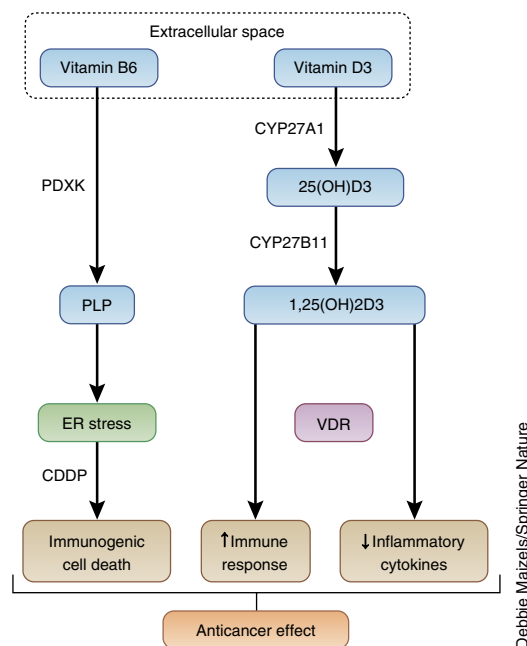 Extracellular space
Vitamin B6
Vitamin D3
CYP27A1
PDXK
25(OH)D3
CYP27B11
PLP
1,25(OH)2D3
ER stress
VDR
CDDP
Immunogenic
cell death
↑Immune
response
↓Inflammatory
cytokines
Anticancer effect
Debbie Maizels/Springer Nature